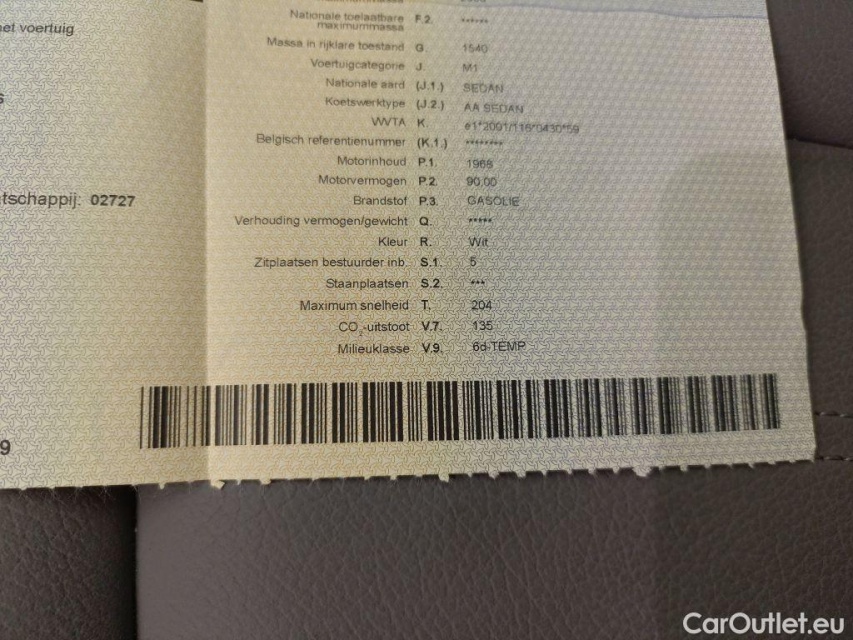 et voertuig
tschappij: 02727
9
Nationale toelaatbare F.2. ******
maximummassa
Massa in rijklare toestand G. 1540
Voertuigcategorie J. M1
Nationale aard (J.1.) SEDAN
Koetswerktype (J.2.) AA SEDAN
WVTA K. e1*2001/116*0430*59
Belgisch referentienummer (K.1.) ********
Motorinhoud P.1. 1968
Motorvermogen P.2. 90.00
Brandstof P.3. GASOLIE
Verhouding vermogen/gewicht Q. *****
Kleur R. Wit
Zitplaatsen bestuurder inb. S.1. 5
Staanplaatsen S.2. ***
Maximum snelheid T. 204
CO₂-uitstoot V.7. 135
Milieuklasse V.9. 6d-TEMP
CarOutlet.eu